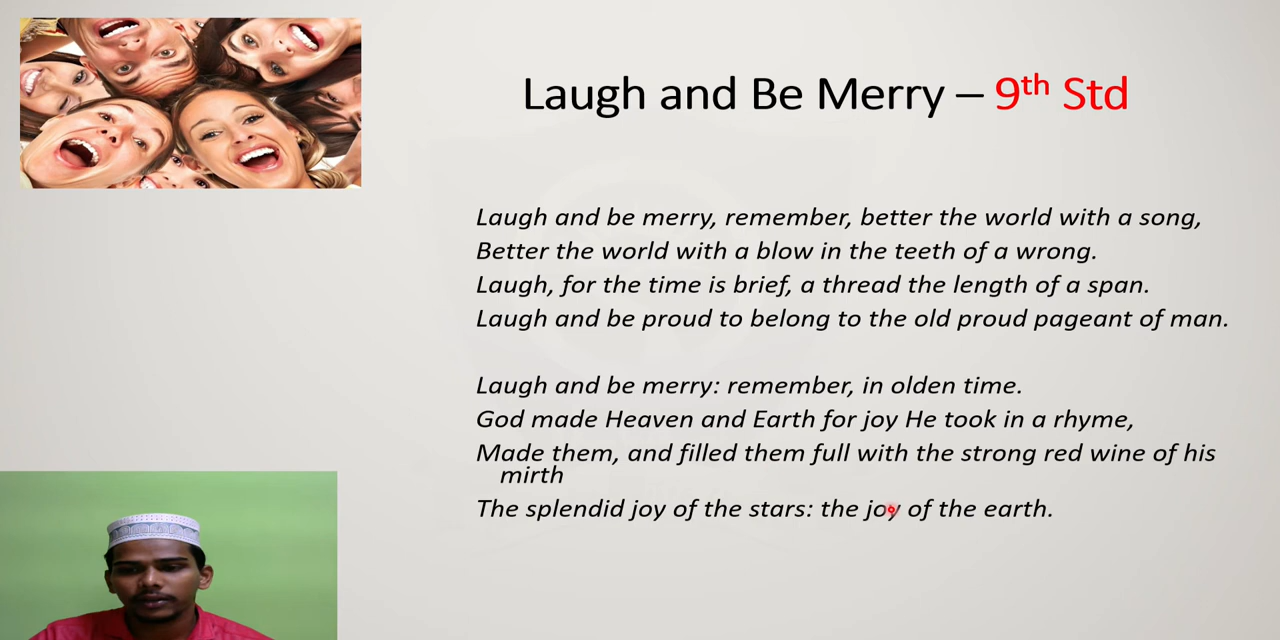 Laugh and Be Merry – 9th Std
Laugh and be merry, remember, better the world with a song,
Better the world with a blow in the teeth of a wrong.
Laugh, for the time is brief, a thread the length of a span.
Laugh and be proud to belong to the old proud pageant of man.
Laugh and be merry: remember, in olden time.
God made Heaven and Earth for joy He took in a rhyme,
Made them, and filled them full with the strong red wine of his
mirth
The splendid joy of the stars: the joy of the earth.